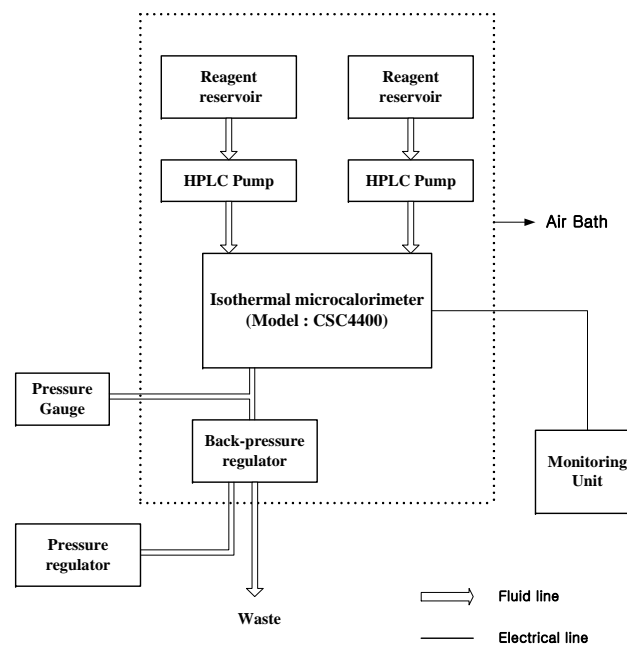 Reagent
reservoir
Reagent
reservoir
HPLC Pump
HPLC Pump
Air Bath
Isothermal microcalorimeter
(Model : CSC4400)
Pressure
Gauge
Back-pressure
regulator
Monitoring
Unit
Pressure
regulator
Waste
Fluid line
Electrical line